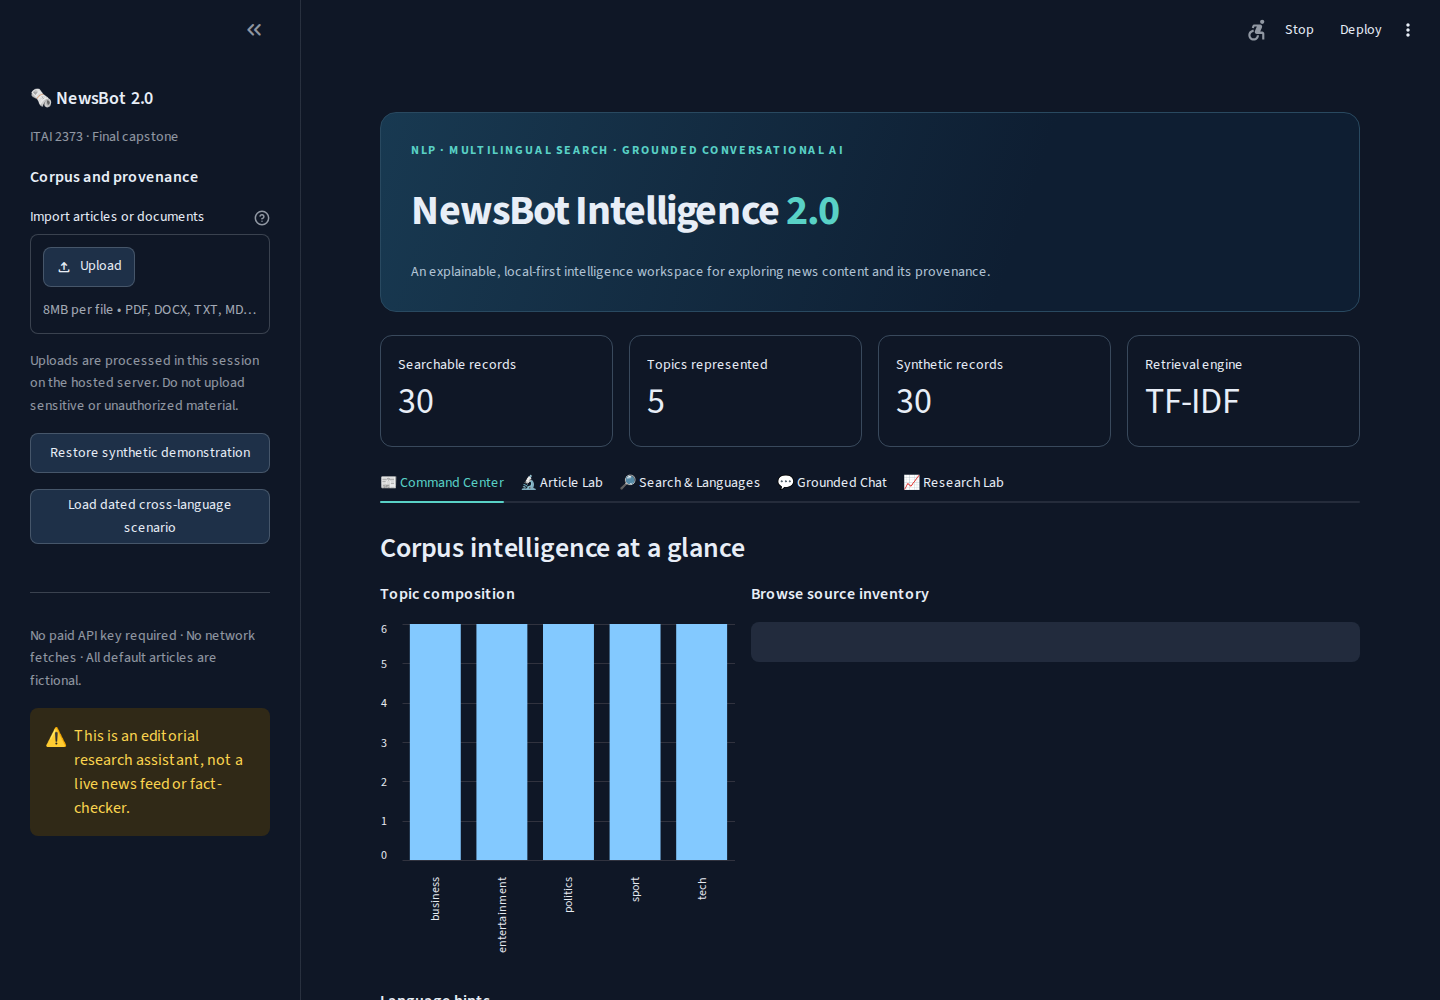 Stop
Deploy
🗞️ NewsBot 2.0
ITAI 2373 · Final capstone
Corpus and provenance
Import articles or documents
Upload
8MB per file • PDF, DOCX, TXT, MD...
Uploads are processed in this session
on the hosted server. Do not upload
sensitive or unauthorized material.
Restore synthetic demonstration
Load dated cross-language
scenario
No paid API key required · No network
fetches · All default articles are
fictional.
⚠️ This is an editorial
research assistant, not a
live news feed or fact-
checker.
NLP · MULTILINGUAL SEARCH · GROUNDED CONVERSATIONAL AI
NewsBot Intelligence 2.0
An explainable, local-first intelligence workspace for exploring news content and its provenance.
Searchable records
30
Topics represented
5
Synthetic records
30
Retrieval engine
TF-IDF
📰 Command Center
🔬 Article Lab
🔎 Search & Languages
💬 Grounded Chat
📈 Research Lab
Corpus intelligence at a glance
Topic composition
6
5
4
3
2
1
0
business
entertainment
politics
sport
tech
Browse source inventory
Language hints